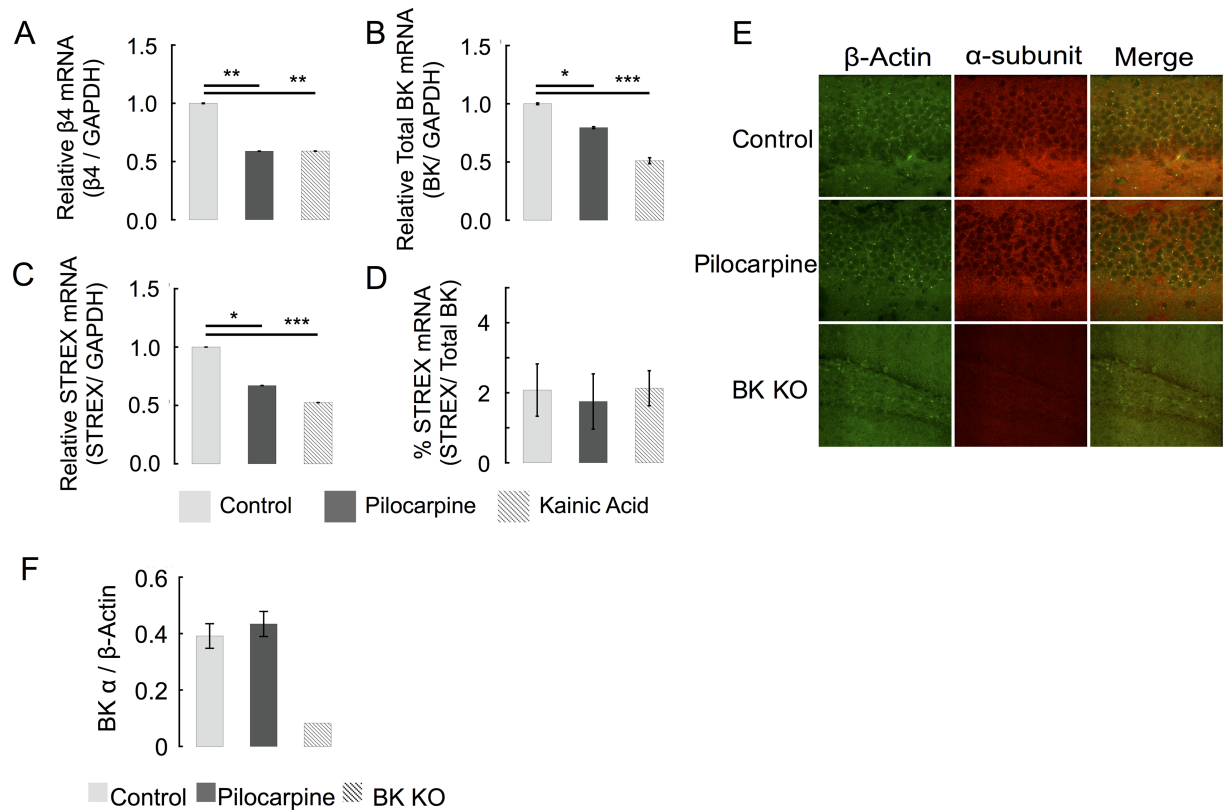 A
Relative β4 mRNA
(β4 / GAPDH)
1.5
1.0
0.5
0.0
**
**
B
Relative Total BK mRNA
(BK/ GAPDH)
1.5
1.0
0.5
0.0
*
***
C
Relative STREX mRNA
(STREX/ GAPDH)
1.5
1.0
0.5
0.0
*
***
D
% STREX mRNA
(STREX/ Total BK)
4
2
0
Control
Pilocarpine
Kainic Acid
E
β-Actin
α-subunit
Merge
Control
Pilocarpine
BK KO
F
BK α / β-Actin
0.6
0.4
0.2
0
Control
Pilocarpine
BK KO